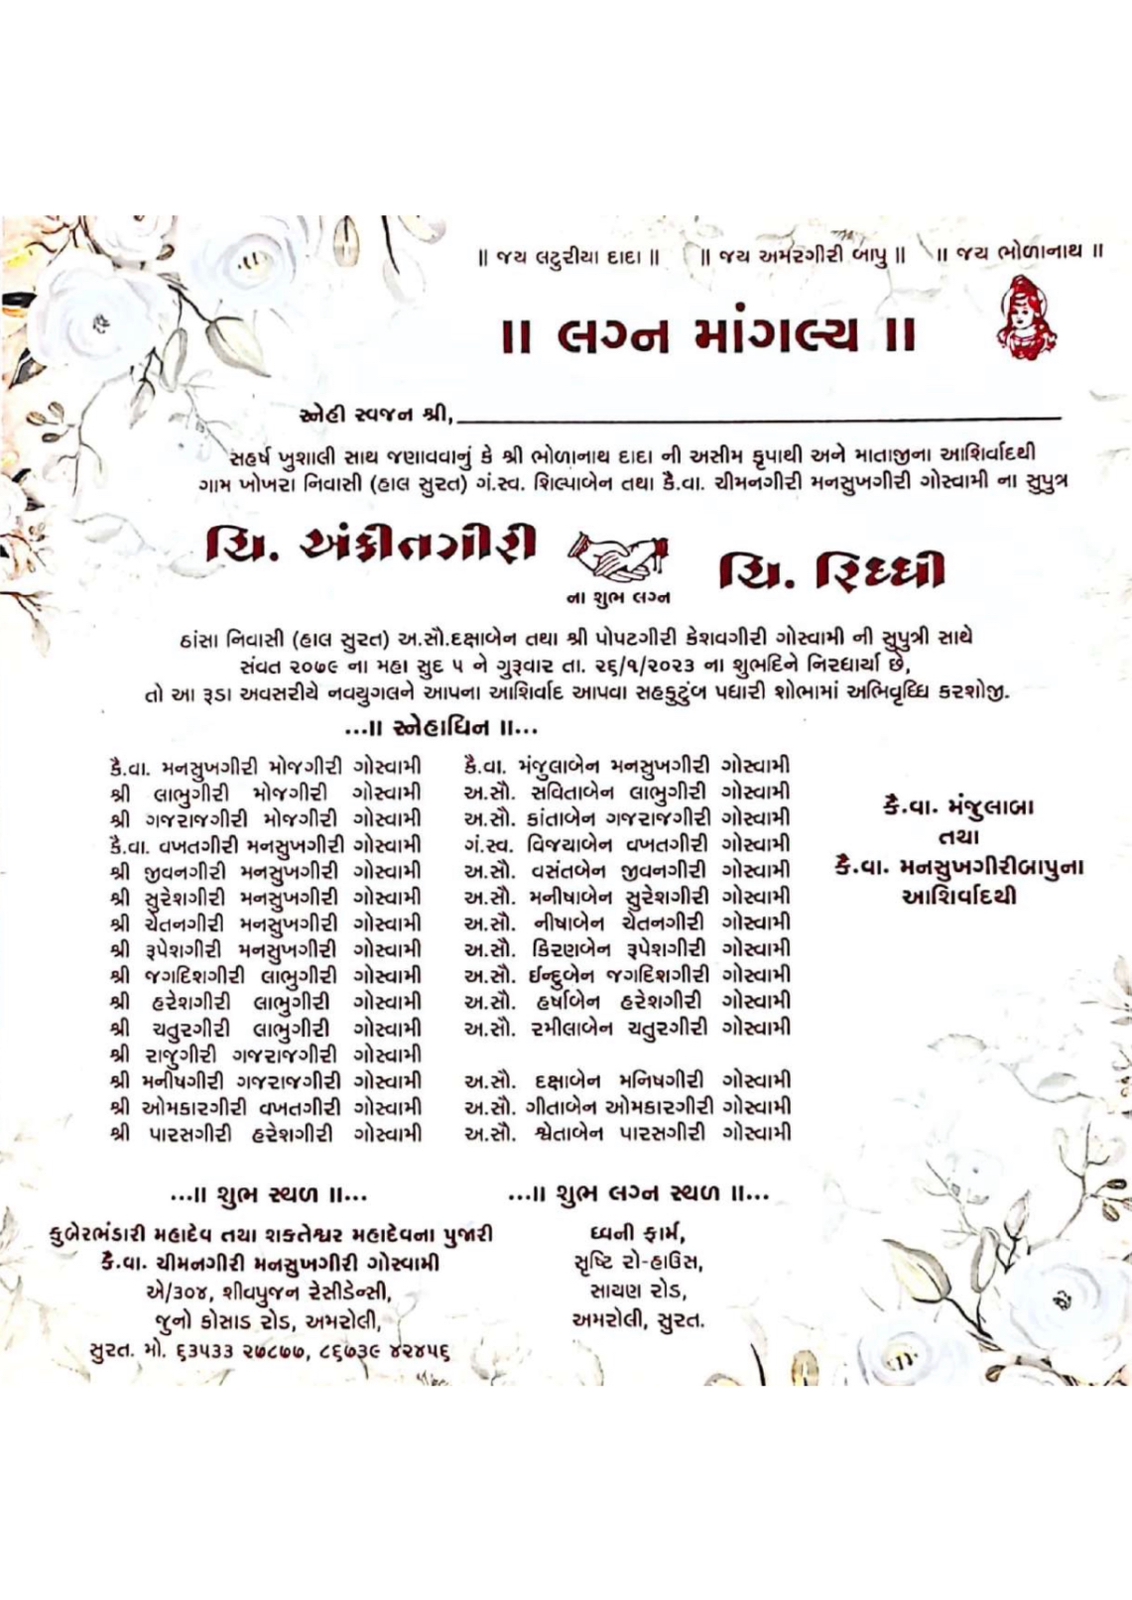 ॥ જય લટુરીયા દાદા ॥ ॥ જય અમરગીરી બાપુ ॥ ॥ જય ભોળાનાથ ॥
॥ લગ્ન માંગલ્ય ॥
સ્નેહી સ્વજન શ્રી,
સહર્ષ ખુશાલી સાથ જણાવવાનું કે શ્રી ભોળાનાથ દાદા ની અસીમ કૃપાથી અને માતાજીના આશિર્વાદથી
ગામ ખોખરા નિવાસી (હાલ સુરત) ગં.સ્વ. શિલ્પાબેન તથા કૈ.વા. ચીમનગીરી મનસુખગીરી ગોસ્વામી ના સુપુત્ર
ચિ. અંકીતગીરી
ચિ. રિધ્ધી
ના શુભ લગ્ન
ઠાંસા નિવાસી (હાલ સુરત) અ.સૌ.દક્ષાબેન તથા શ્રી પોપટગીરી કેશવગીરી ગોસ્વામી ની સુપુત્રી સાથે
સંવત ૨૦૭૯ ના મહા સુદ ૫ ને ગુરૂવાર તા. ૨૬/૧/૨૦૨૩ ના શુભદિને નિરધાર્યા છે,
તો આ રૂડા અવસરીયે નવયુગલને આપના આશિર્વાદ આપવા સહકુટુંબ પધારી શોભામાં અભિવૃધ્ધિ કરશોજી.
...॥ સ્નેહાધિન ॥...
કૈ.વા. મનસુખગીરી મોજગીરી ગોસ્વામી
શ્રી લાભુગીરી મોજગીરી ગોસ્વામી
શ્રી ગજરાજગીરી મોજગીરી ગોસ્વામી
કૈ.વા. વખતગીરી મનસુખગીરી ગોસ્વામી
શ્રી જીવનગીરી મનસુખગીરી ગોસ્વામી
શ્રી સુરેશગીરી મનસુખગીરી ગોસ્વામી
શ્રી ચેતનગીરી મનસુખગીરી ગોસ્વામી
શ્રી રૂપેશગીરી મનસુખગીરી ગોસ્વામી
શ્રી જગદિશગીરી લાભુગીરી ગોસ્વામી
શ્રી હરેશગીરી લાભુગીરી ગોસ્વામી
શ્રી ચતુરગીરી લાભુગીરી ગોસ્વામી
શ્રી રાજુગીરી ગજરાજગીરી ગોસ્વામી
શ્રી મનીષગીરી ગજરાજગીરી ગોસ્વામી
શ્રી ઓમકારગીરી વખતગીરી ગોસ્વામી
શ્રી પારસગીરી હરેશગીરી ગોસ્વામી
કૈ.વા. મંજુલાબેન મનસુખગીરી ગોસ્વામી
અ.સૌ. સવિતાબેન લાભુગીરી ગોસ્વામી
અ.સૌ. કાંતાબેન ગજરાજગીરી ગોસ્વામી
ગં.સ્વ. વિજયાબેન વખતગીરી ગોસ્વામી
અ.સૌ. વસંતબેન જીવનગીરી ગોસ્વામી
અ.સૌ. મનીષાબેન સુરેશગીરી ગોસ્વામી
અ.સૌ. નીષાબેન ચેતનગીરી ગોસ્વામી
અ.સૌ. કિરણબેન રૂપેશગીરી ગોસ્વામી
અ.સૌ. ઈન્દુબેન જગદિશગીરી ગોસ્વામી
અ.સૌ. હર્ષાબેન હરેશગીરી ગોસ્વામી
અ.સૌ. રમીલાબેન ચતુરગીરી ગોસ્વામી
અ.સૌ. દક્ષાબેન મનિષગીરી ગોસ્વામી
અ.સૌ. ગીતાબેન ઓમકારગીરી ગોસ્વામી
અ.સૌ. શ્વેતાબેન પારસગીરી ગોસ્વામી
કૈ.વા. મંજુલાબા
તથા
કૈ.વા. મનસુખગીરીબાપુના
આશિર્વાદથી
...॥ શુભ સ્થળ ॥...
કુબેરભંડારી મહાદેવ તથા શકતેશ્વર મહાદેવના પુજારી
કૈ.વા. ચીમનગીરી મનસુખગીરી ગોસ્વામી
એ/૩૦૪, શીવપુજન રેસીડેન્સી,
જુનો કોસાડ રોડ, અમરોલી,
સુરત. મો. ૬૩૫૩૩ ૨૭૮૭૭, ૮૬૭૩૯ ૪૨૪૫૬
...॥ શુભ લગ્ન સ્થળ ॥...
ધ્વની ફાર્મ,
સૃષ્ટિ રો-હાઉસ,
સાયણ રોડ,
અમરોલી, સુરત.